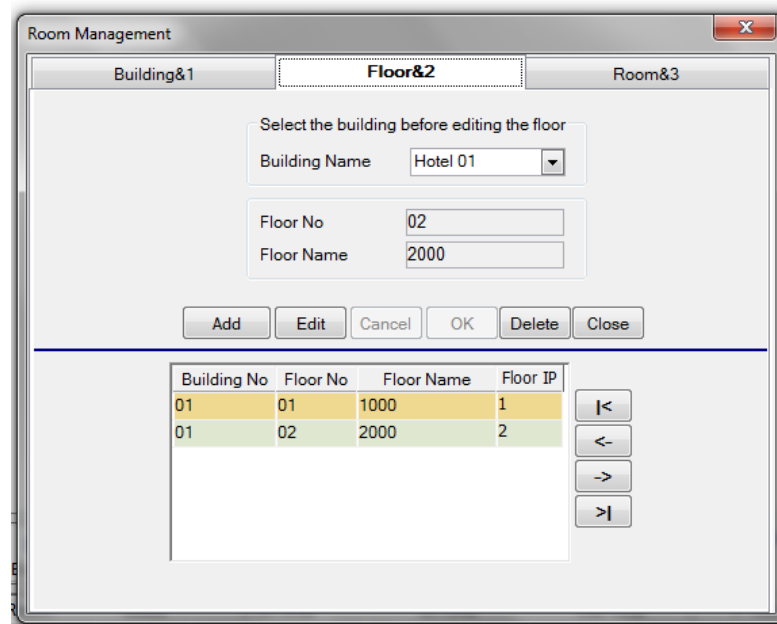 Room Management
X
Building&1 Floor&2 Room&3
Select the building before editing the floor
Building Name Hotel 01
Floor No 02
Floor Name 2000
Add Edit Cancel OK Delete Close
Building No Floor No Floor Name Floor IP
01 01 1000 1
01 02 2000 2
|<
<-
->
>|